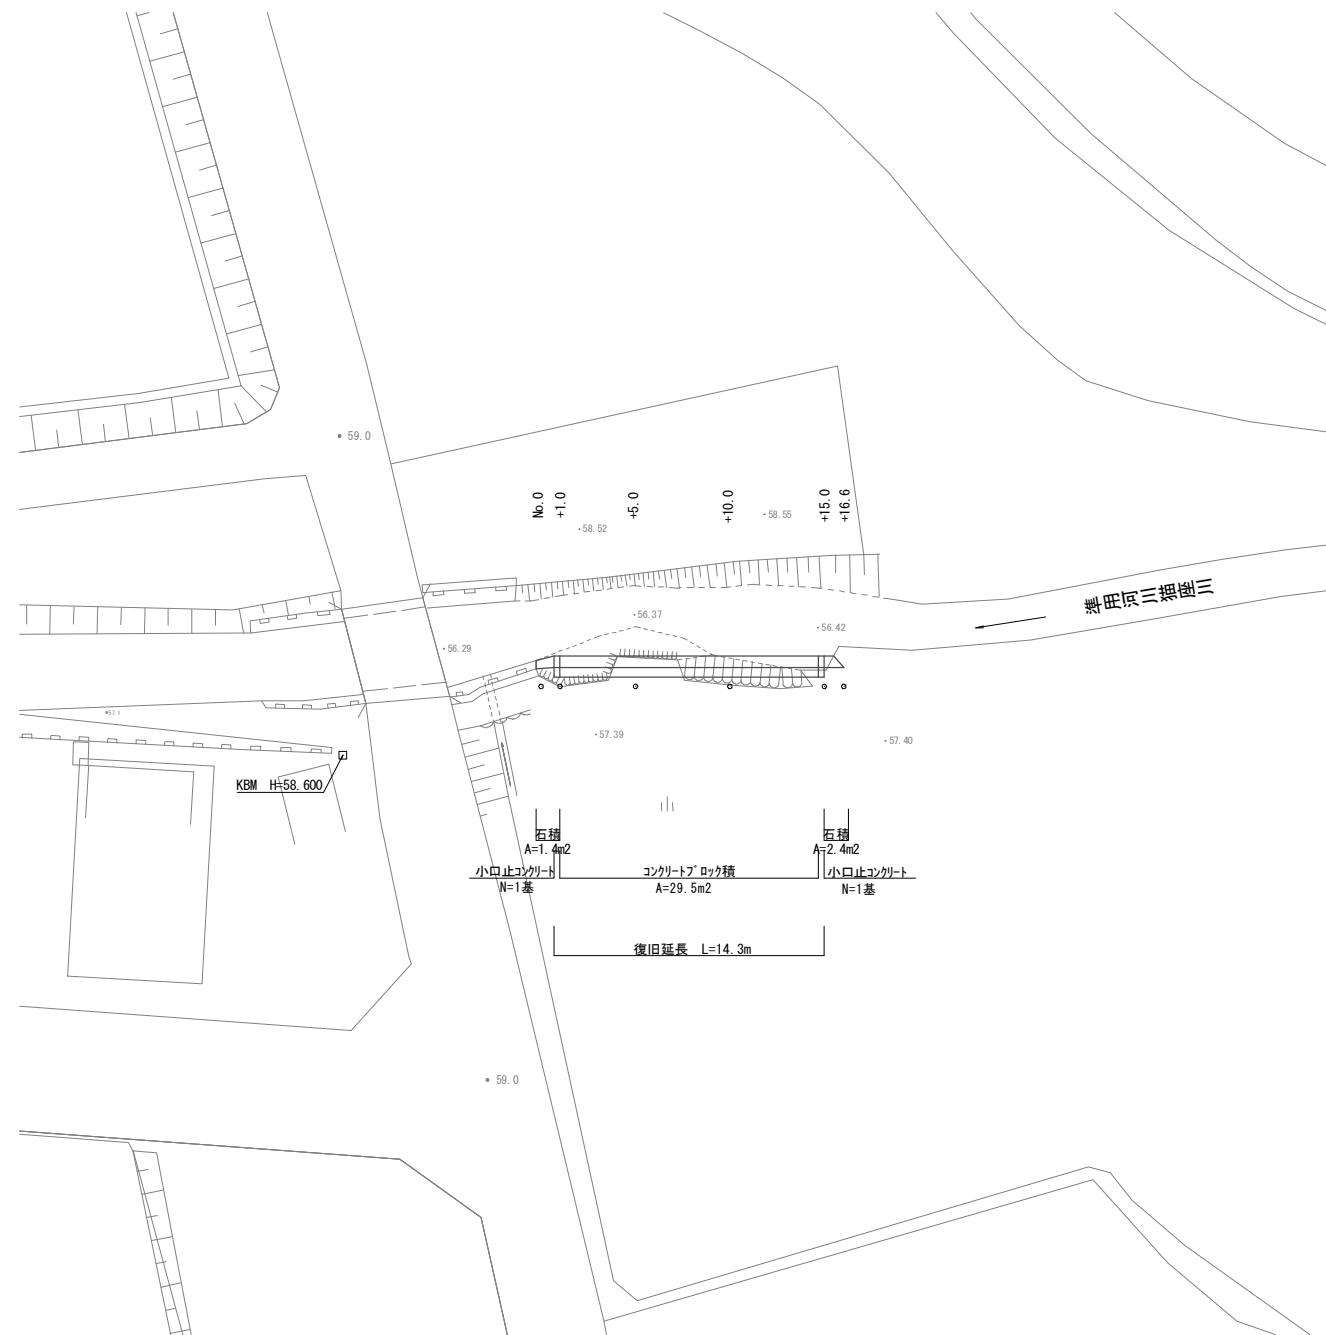 59.0
No.0
+1.0
+5.0
+10.0
+15.0
+16.6
58.52
58.55
準用河川猫座川
56.37
56.42
56.29
57.1
57.39
57.40
KBM H=58.600
石積
A=1.4m2
石積
A=2.4m2
小口止コンクリート
N=1基
コンクリートブロック積
A=29.5m2
小口止コンクリート
N=1基
復旧延長 L=14.3m
59.0